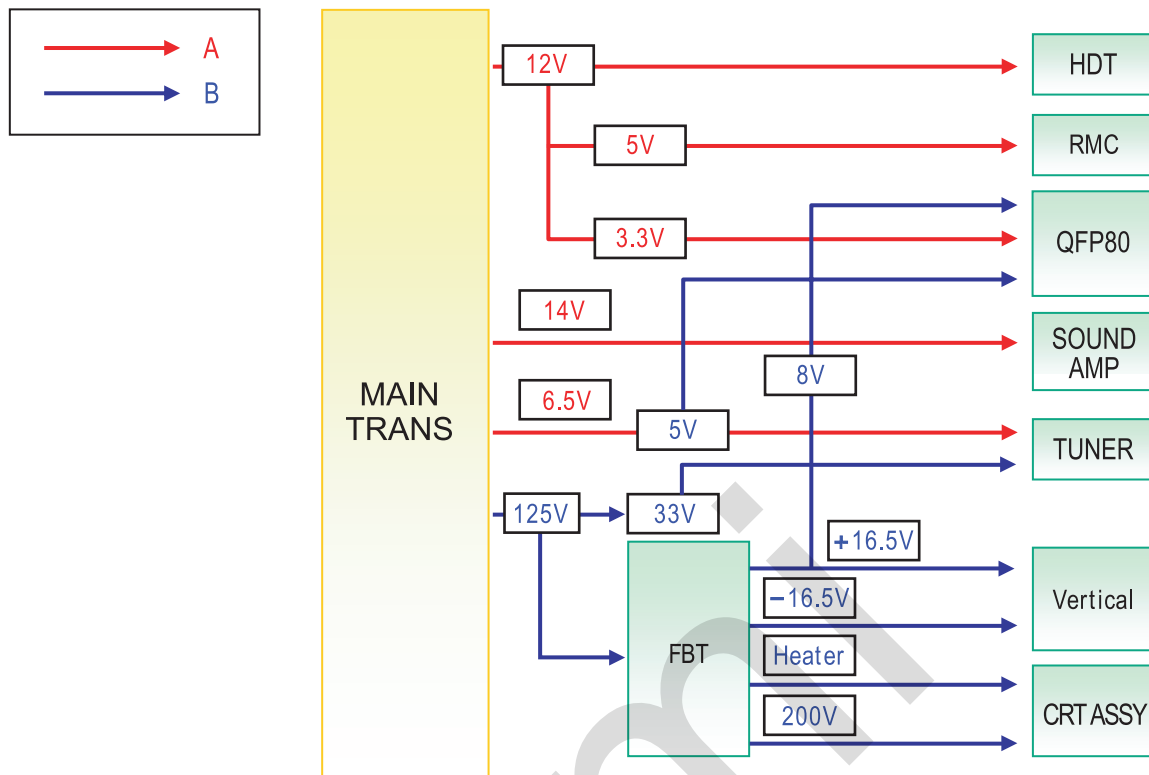 A
B
MAIN
TRANS
12V
5V
3.3V
14V
6.5V
5V
8V
125V
33V
+16.5V
−16.5V
FBT
Heater
200V
HDT
RMC
QFP80
SOUND
AMP
TUNER
Vertical
CRT ASSY